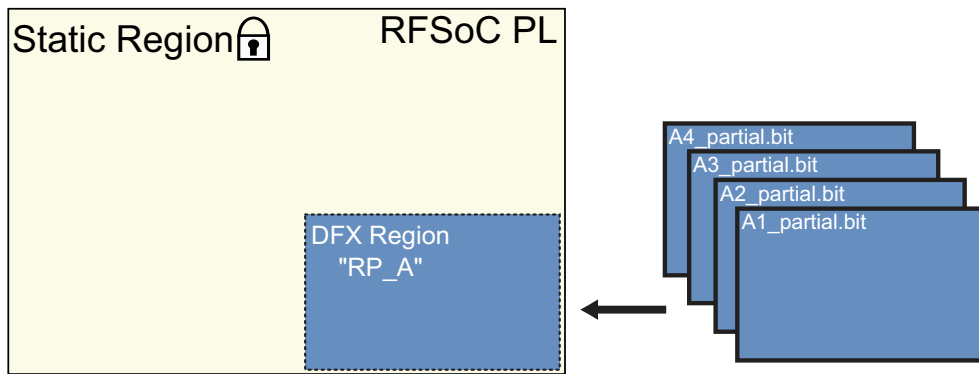 Static Region
RFSoC PL
DFX Region
"RP_A"
A4_partial.bit
A3_partial.bit
A2_partial.bit
A1_partial.bit